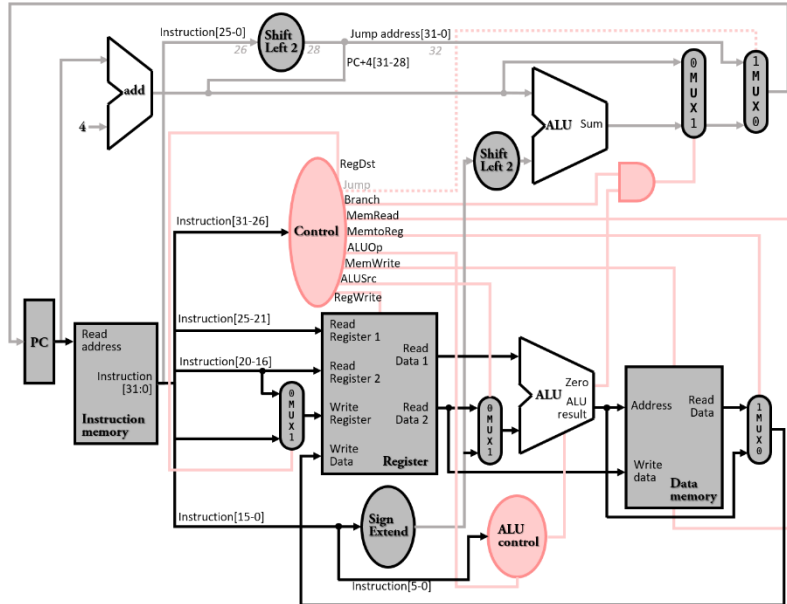 Instruction[25-0]
26
Shift
Left 2
28
Jump address[31-0]
32
PC+4[31-28]
add
4
ALU
Sum
0
M
U
X
1
1
M
U
X
0
Shift
Left 2
RegDst
Jump
Branch
MemRead
MemtoReg
ALUOp
MemWrite
ALUSrc
RegWrite
Control
Instruction[31-26]
Instruction[25-21]
Instruction[20-16]
PC
Read
address
Instruction
[31:0]
Instruction
memory
0
M
U
X
1
Read
Register 1
Read
Register 2
Write
Register
Write
Data
Read
Data 1
Read
Data 2
Register
0
M
U
X
1
ALU
Zero
ALU
result
Address
Read
Data
Write
data
Data
memory
1
M
U
X
0
Instruction[15-0]
Sign
Extend
ALU
control
Instruction[5-0]